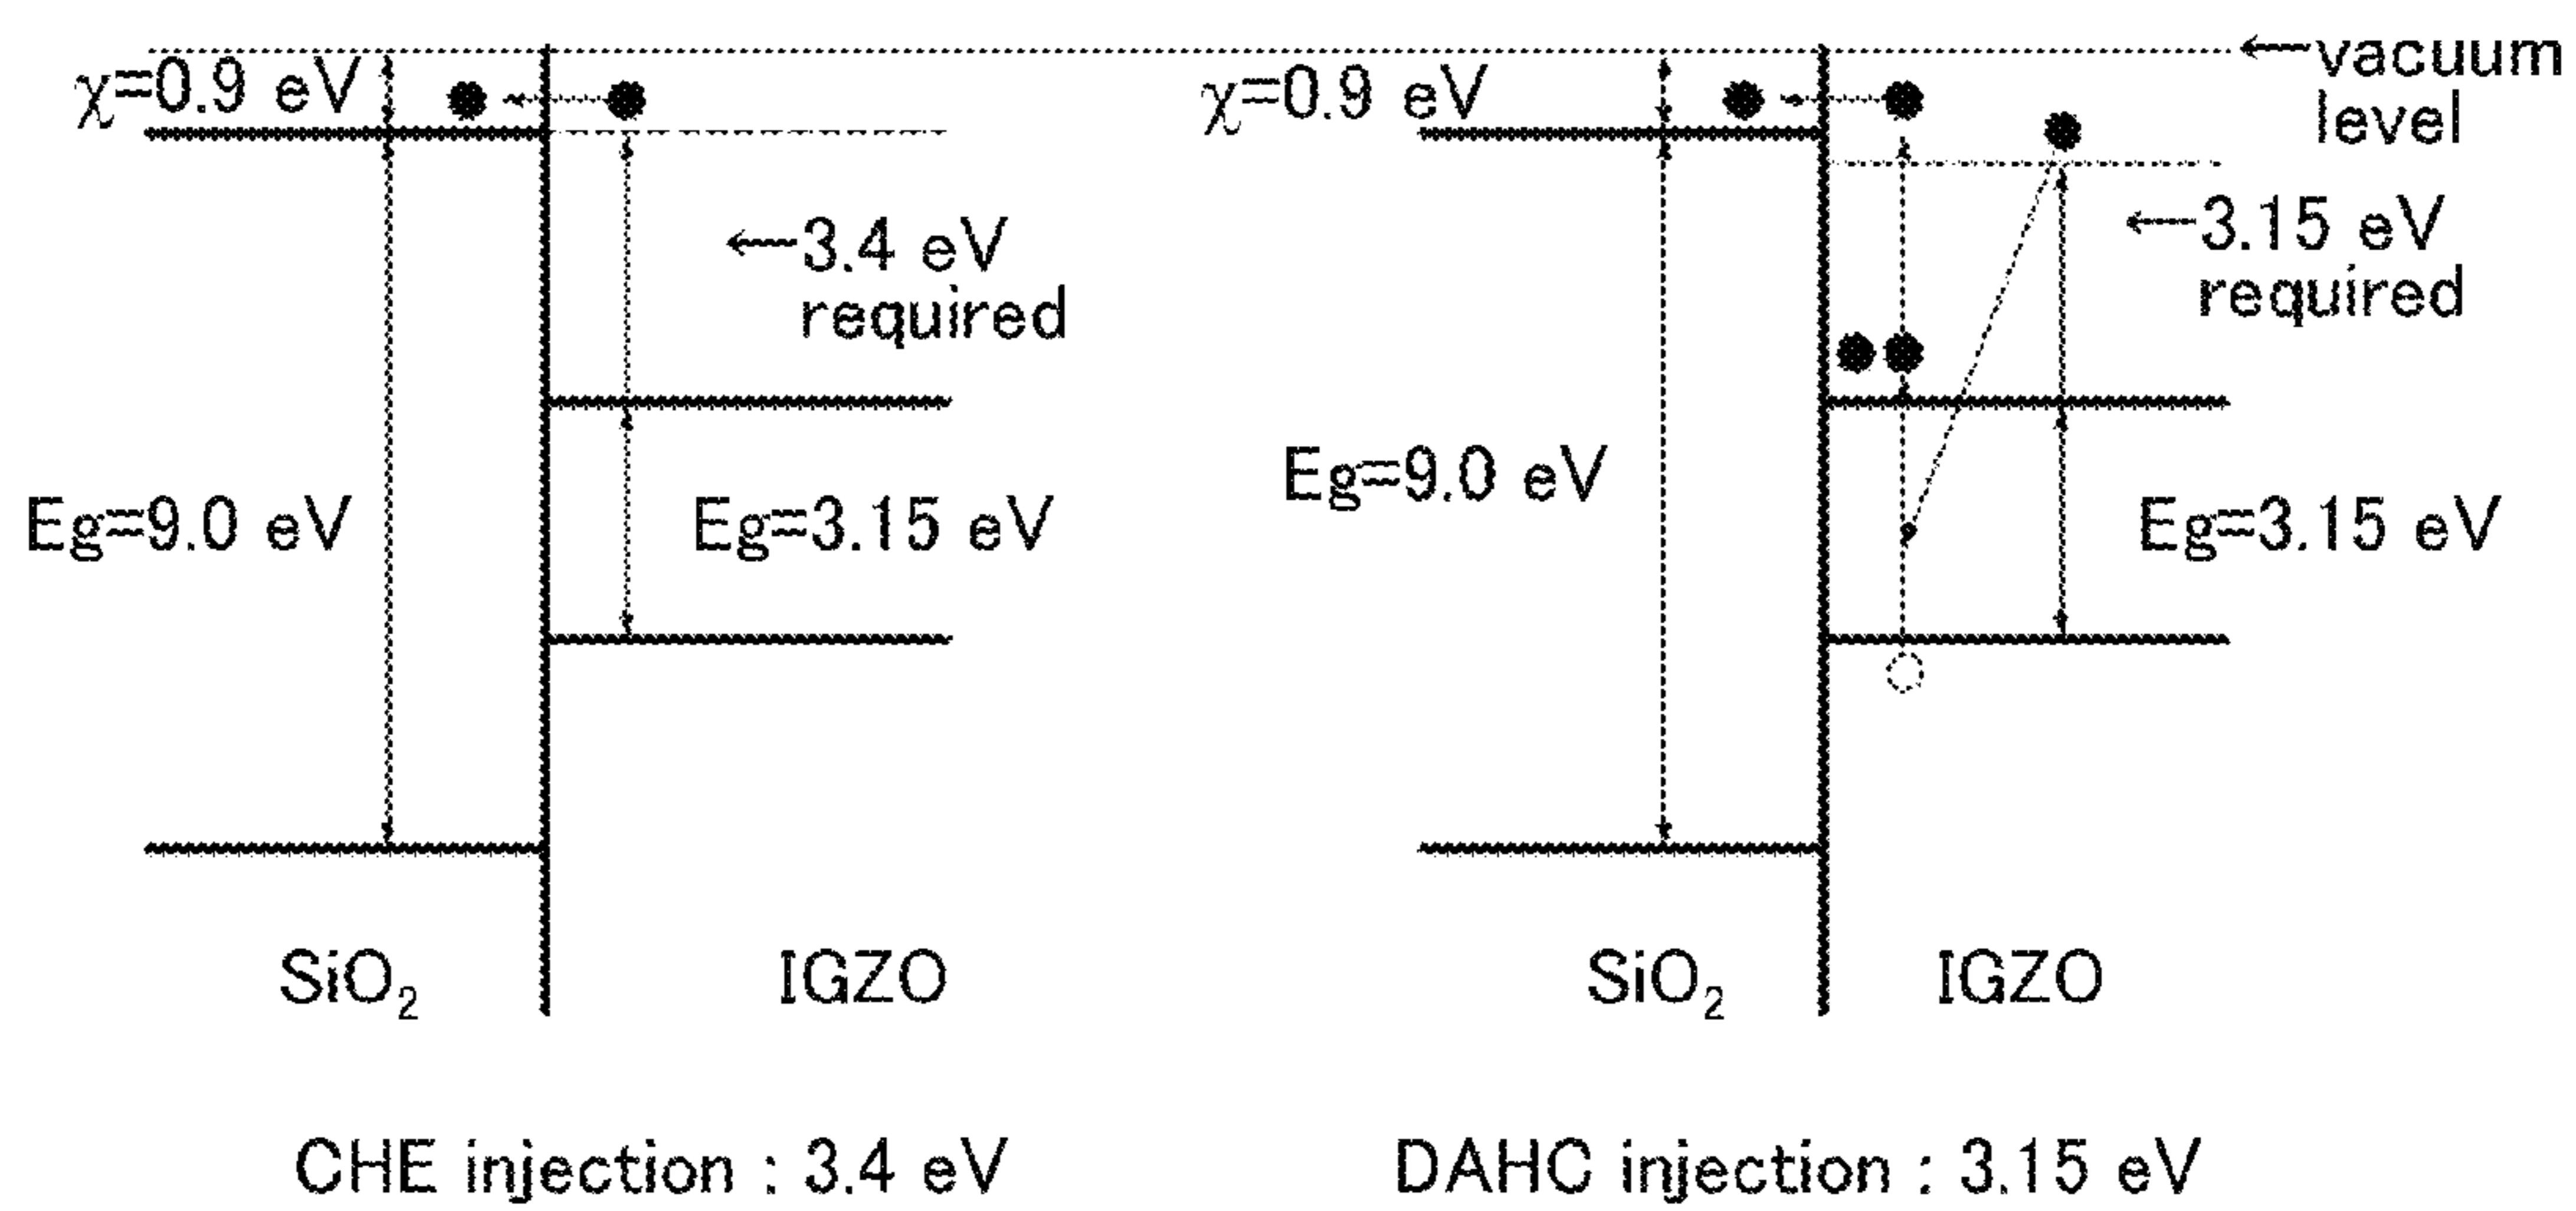 χ=0.9 eV
←3.4 eV
required
Eg=9.0 eV
Eg=3.15 eV
SiO₂
IGZO
CHE injection : 3.4 eV
χ=0.9 eV
←vacuum
level
←3.15 eV
required
Eg=9.0 eV
Eg=3.15 eV
SiO₂
IGZO
DAHC injection : 3.15 eV